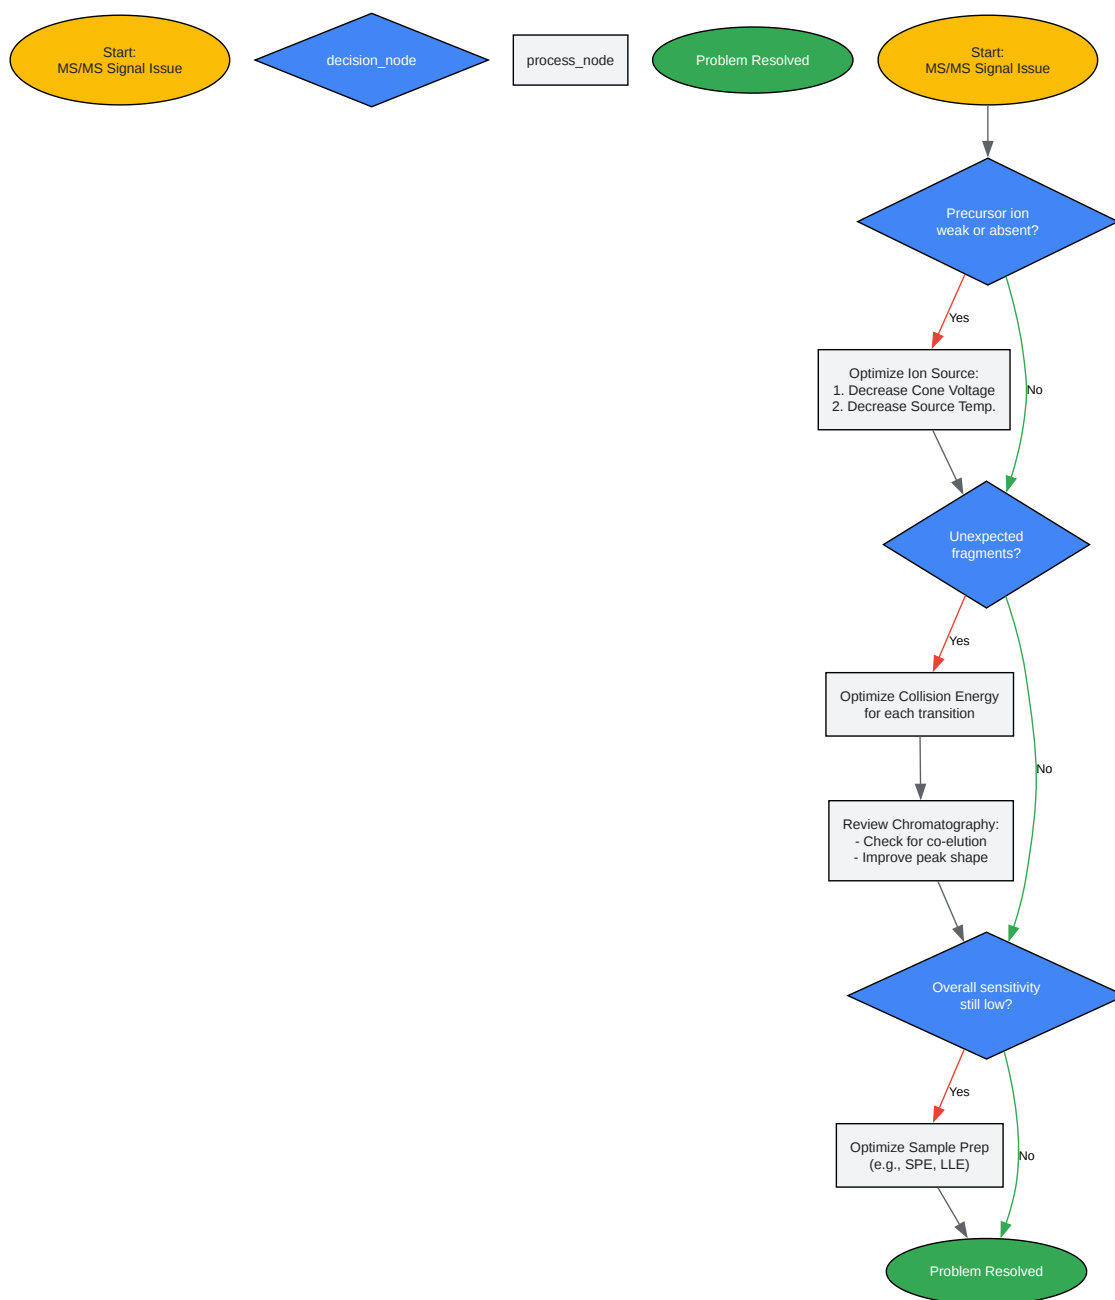 Start:
MS/MS Signal Issue
decision_node
process_node
Problem Resolved
Start:
MS/MS Signal Issue
Precursor ion
weak or absent?
Yes
Optimize Ion Source:
1. Decrease Cone Voltage
2. Decrease Source Temp.
No
Unexpected
fragments?
Yes
Optimize Collision Energy
for each transition
No
Review Chromatography:
- Check for co-elution
- Improve peak shape
Overall sensitivity
still low?
Yes
Optimize Sample Prep
(e.g., SPE, LLE)
No
Problem Resolved